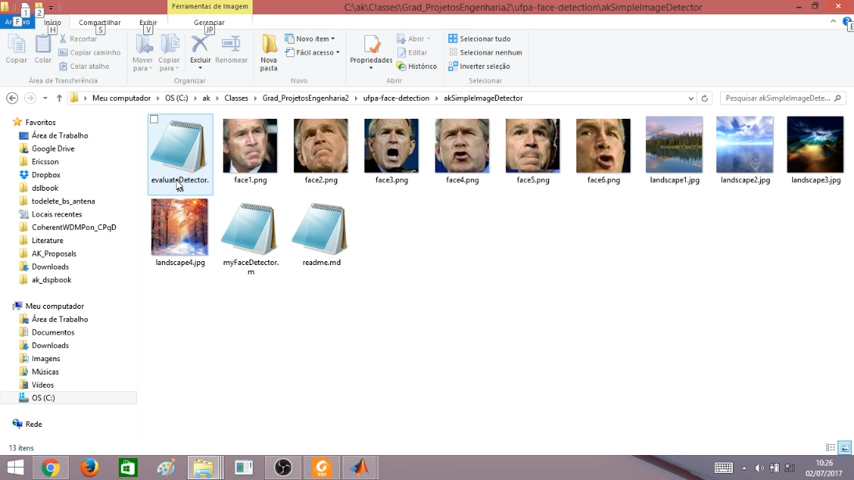 Ferramentas de Imagem
C:\ak\Classes\Grad_ProjetosEngenharia2\ufpa-face-detection\akSimpleImageDetector
1 2
F
Início Compartilhar Exibir Gerenciar
H S V JP
E
Copiar
Colar
Recortar
Copiar caminho
Colar atalho
Área de Transferência
Mover para
Copiar para
Excluir
Renomear
Organizar
Nova pasta
Novo item
Fácil acesso
Novo
Propriedades
Abrir
Editar
Histórico
Abrir
Selecionar tudo
Selecionar nenhum
Inverter seleção
Selecionar
Meu computador OS (C:) ak Classes Grad_ProjetosEngenharia2 ufpa-face-detection akSimpleImageDetector
Pesquisar akSimpleImageDete...
Favoritos
Área de Trabalho
Google Drive
Ericsson
Dropbox
dslbook
todelete_bs_antena
Locais recentes
CoherentWDMPon_CPqD
Literature
AK_Proposals
Downloads
ak_dspbook
Meu computador
Área de Trabalho
Documentos
Downloads
Imagens
Músicas
Vídeos
OS (C:)
Rede
evaluateDetector.
face1.png
face2.png
face3.png
face4.png
face5.png
face6.png
landscape1.jpg
landscape2.jpg
landscape3.jpg
landscape4.jpg
myFaceDetector.
m
readme.md
13 itens
10:26
02/07/2017